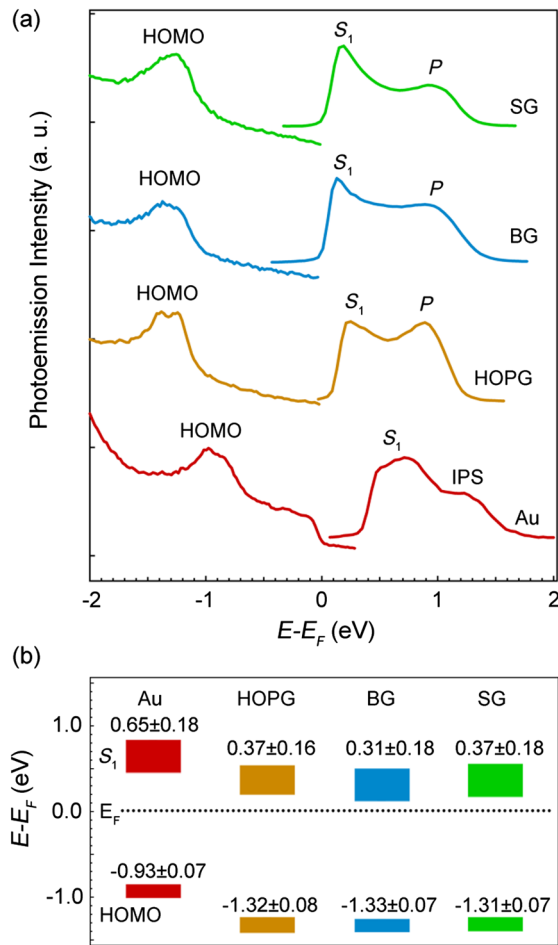 (a)
HOMO
S1
P
SG
HOMO
S1
P
BG
HOMO
S1
P
HOPG
HOMO
S1
IPS
Au
Photoemission Intensity (a. u.)
-2 -1 0 1 2
E-EF (eV)
(b)
Au HOPG BG SG
1.0
0.65±0.18 0.37±0.16 0.31±0.18 0.37±0.18
S1
0.0
EF
E-EF (eV)
-0.93±0.07
-1.0
-1.32±0.08 -1.33±0.07 -1.31±0.07
HOMO